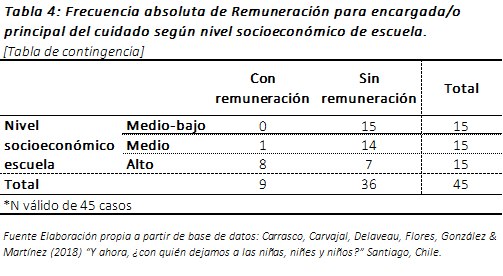 Tabla 4: Frecuencia absoluta de Remuneración para encargada/o
principal del cuidado según nivel socioeconómico de escuela.
[Tabla de contingencia]
Con remuneración Sin remuneración Total
Nivel socioeconómico escuela Medio-bajo 0 15 15
Medio 1 14 15
Alto 8 7 15
Total 9 36 45
*N válido de 45 casos
Fuente Elaboración propia a partir de base de datos: Carrasco, Carvajal, Delaveau, Flores, González &
Martínez (2018) "Y ahora, ¿con quién dejamos a las niñas, niñes y niños?" Santiago, Chile.